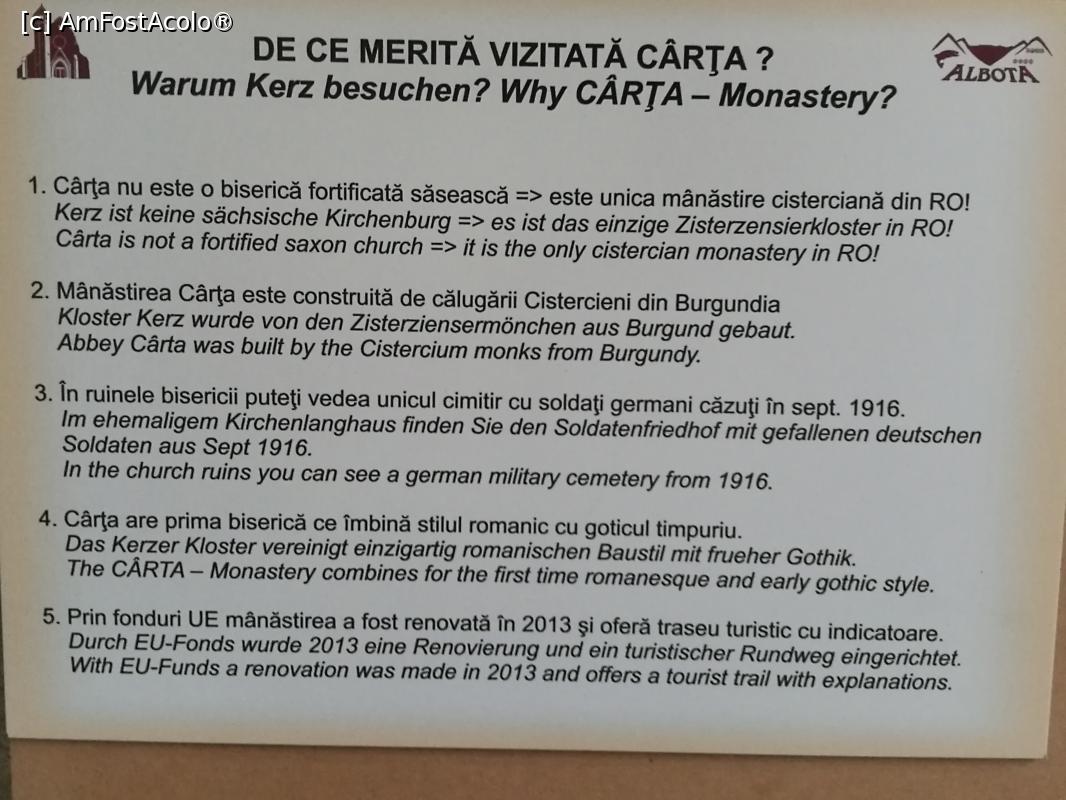 [c] AmFostAcolo®
DE CE MERITĂ VIZITATĂ CÂRŢA ?
ALBOTA
Warum Kerz besuchen? Why CÂRŢA – Monastery?
1. Cârţa nu este o biserică fortificată săsească => este unica mânăstire cisterciană din RO!
Kerz ist keine sächsische Kirchenburg => es ist das einzige Zisterzensierkloster in RO!
Cârta is not a fortified saxon church => it is the only cistercian monastery in RO!
2. Mânăstirea Cârţa este construită de călugării Cistercieni din Burgundia
Kloster Kerz wurde von den Zisterziensermönchen aus Burgund gebaut.
Abbey Cârta was built by the Cistercium monks from Burgundy.
3. În ruinele bisericii puteţi vedea unicul cimitir cu soldaţi germani căzuţi în sept. 1916.
Im ehemaligem Kirchenlanghaus finden Sie den Soldatenfriedhof mit gefallenen deutschen
Soldaten aus Sept 1916.
In the church ruins you can see a german military cemetery from 1916.
4. Cârţa are prima biserică ce îmbină stilul romanic cu goticul timpuriu.
Das Kerzer Kloster vereinigt einzigartig romanischen Baustil mit frueher Gothik.
The CÂRTA – Monastery combines for the first time romanesque and early gothic style.
5. Prin fonduri UE mânăstirea a fost renovată în 2013 şi oferă traseu turistic cu indicatoare.
Durch EU-Fonds wurde 2013 eine Renovierung und ein turistischer Rundweg eingerichtet.
With EU-Funds a renovation was made in 2013 and offers a tourist trail with explanations.